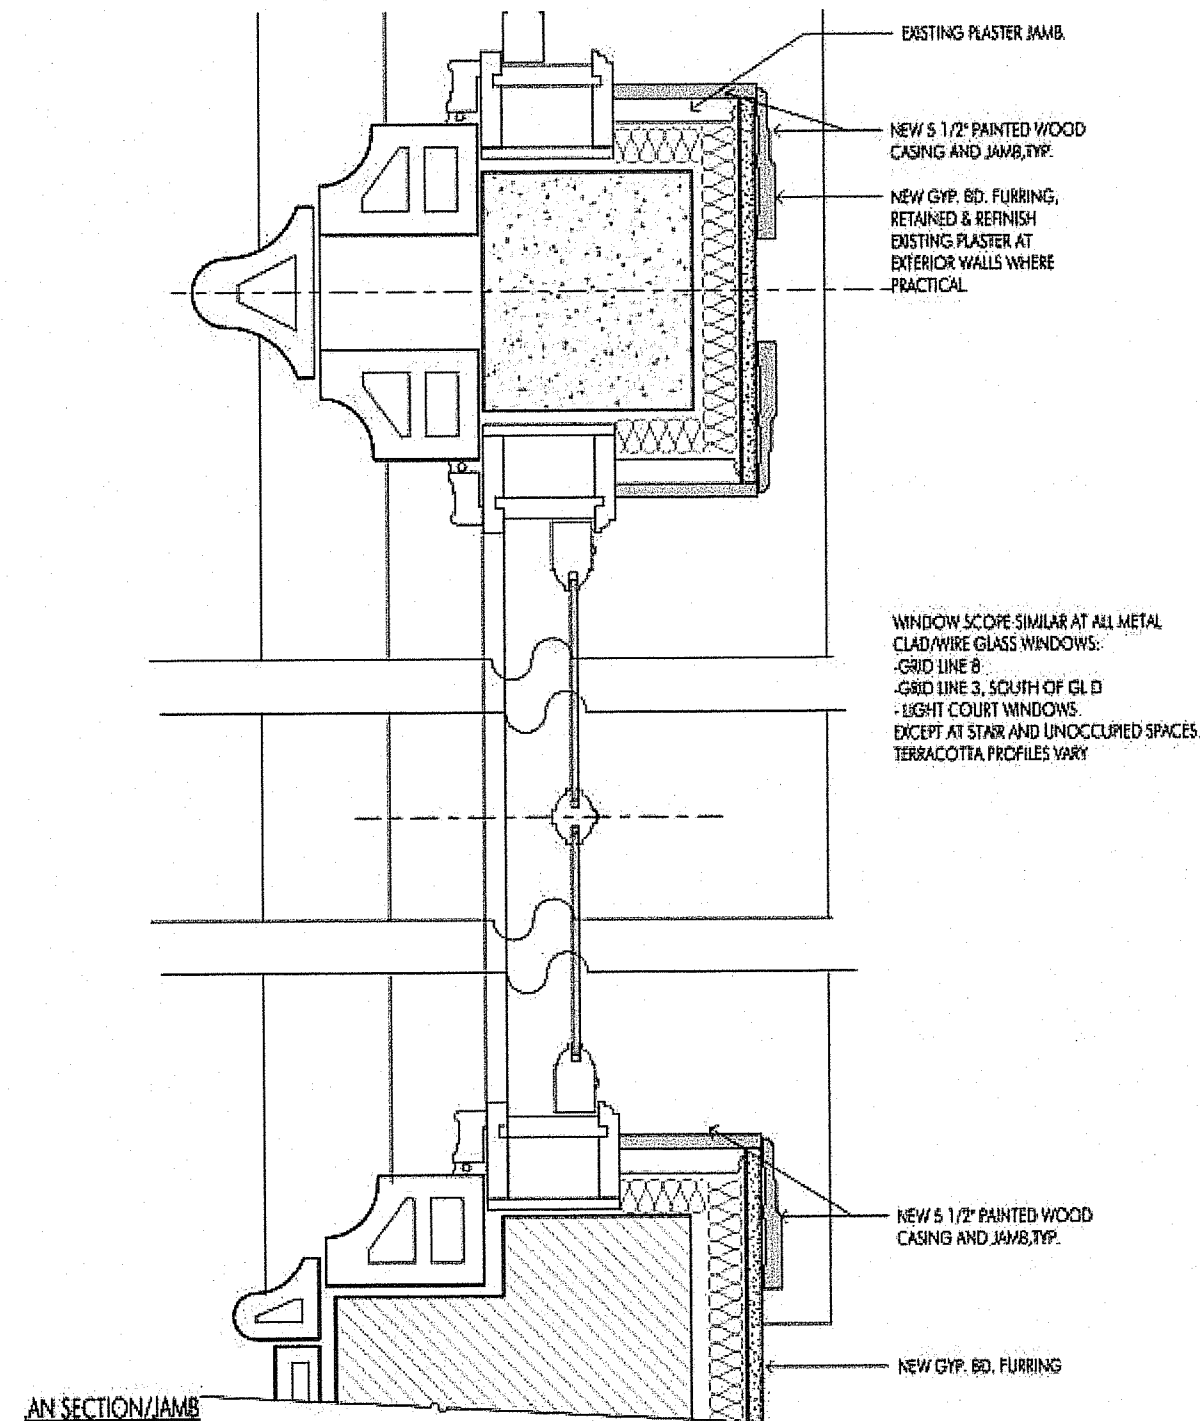 EXISTING PLASTER JAMB.
NEW 5 1/2" PAINTED WOOD
CASING AND JAMB,TYP.
NEW GYP. BD. FURRING,
RETAINED & REFINISH
EXISTING PLASTER AT
EXTERIOR WALLS WHERE
PRACTICAL
WINDOW SCOPE SIMILAR AT ALL METAL
CLAD/WIRE GLASS WINDOWS:
-GRID LINE 8
-GRID LINE 3, SOUTH OF GL D
- LIGHT COURT WINDOWS.
EXCEPT AT STAIR AND UNOCCUPIED SPACES.
TERRACOTTA PROFILES VARY
NEW 5 1/2" PAINTED WOOD
CASING AND JAMB,TYP.
NEW GYP. BD. FURRING
AN SECTION/JAMB